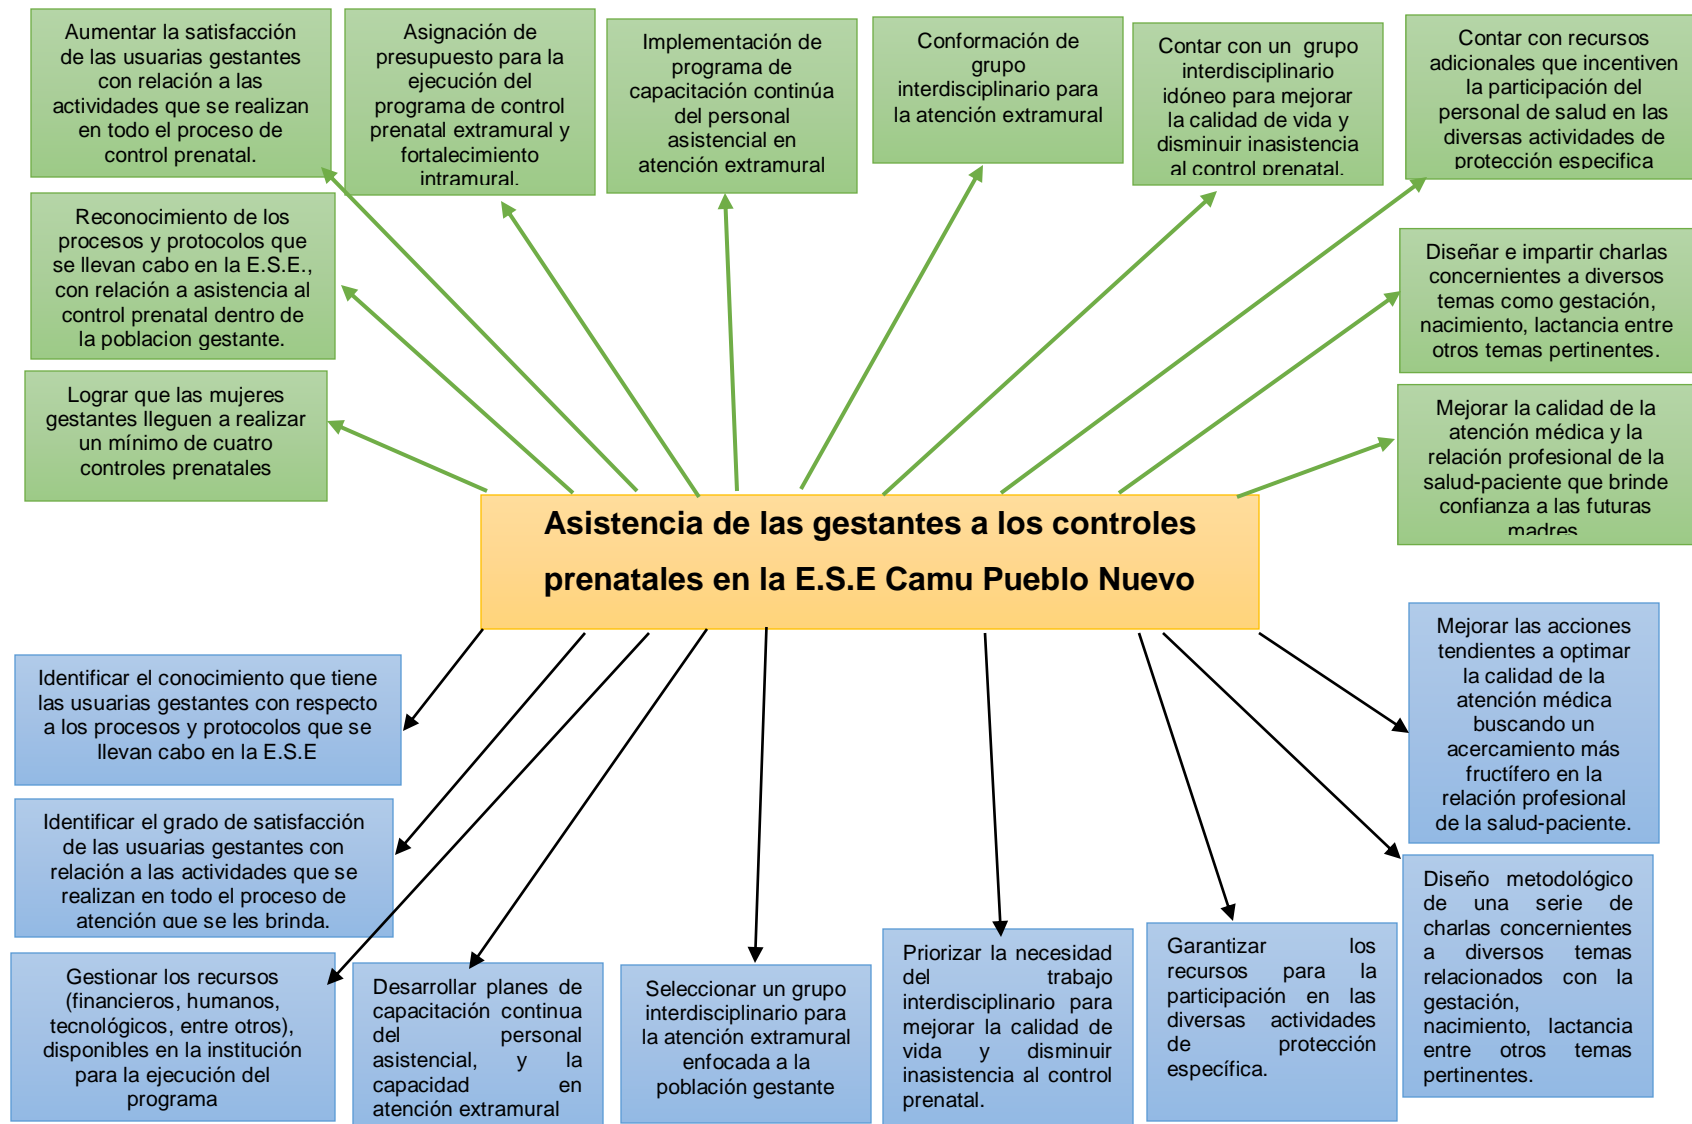 Aumentar la satisfacción
de las usuarias gestantes
con relación a las
actividades que se realizan
en todo el proceso de
control prenatal.
Asignación de
presupuesto para la
ejecución del
programa de control
prenatal extramural y
fortalecimiento
intramural.
Implementación de
programa de
capacitación continúa
del personal
asistencial en
atención extramural
Conformación de
grupo
interdisciplinario para
la atención extramural
Contar con un grupo
interdisciplinario
idóneo para mejorar
la calidad de vida y
disminuir inasistencia
al control prenatal.
Contar con recursos
adicionales que incentiven
la participación del
personal de salud en las
diversas actividades de
protección especifica
Reconocimiento de los
procesos y protocolos que
se llevan cabo en la E.S.E.,
con relación a asistencia al
control prenatal dentro de
la poblacion gestante.
Diseñar e impartir charlas
concernientes a diversos
temas como gestación,
nacimiento, lactancia entre
otros temas pertinentes.
Lograr que las mujeres
gestantes lleguen a realizar
un mínimo de cuatro
controles prenatales
Mejorar la calidad de la
atención médica y la
relación profesional de la
salud-paciente que brinde
confianza a las futuras
madres
Asistencia de las gestantes a los controles
prenatales en la E.S.E Camu Pueblo Nuevo
Identificar el conocimiento que tiene
las usuarias gestantes con respecto
a los procesos y protocolos que se
llevan cabo en la E.S.E
Mejorar las acciones
tendientes a optimar
la calidad de la
atención médica
buscando un
acercamiento más
fructífero en la
relación profesional
de la salud-paciente.
Identificar el grado de satisfacción
de las usuarias gestantes con
relación a las actividades que se
realizan en todo el proceso de
atención que se les brinda.
Gestionar los recursos
(financieros, humanos,
tecnológicos, entre otros),
disponibles en la institución
para la ejecución del
programa
Desarrollar planes de
capacitación continua
del personal
asistencial, y la
capacidad en
atención extramural
Seleccionar un grupo
interdisciplinario para
la atención extramural
enfocada a la
población gestante
Priorizar la necesidad
del trabajo
interdisciplinario para
mejorar la calidad de
vida y disminuir
inasistencia al control
prenatal.
Garantizar los
recursos para la
participación en las
diversas actividades
de protección
específica.
Diseño metodológico
de una serie de
charlas concernientes
a diversos temas
relacionados con la
gestación,
nacimiento, lactancia
entre otros temas
pertinentes.